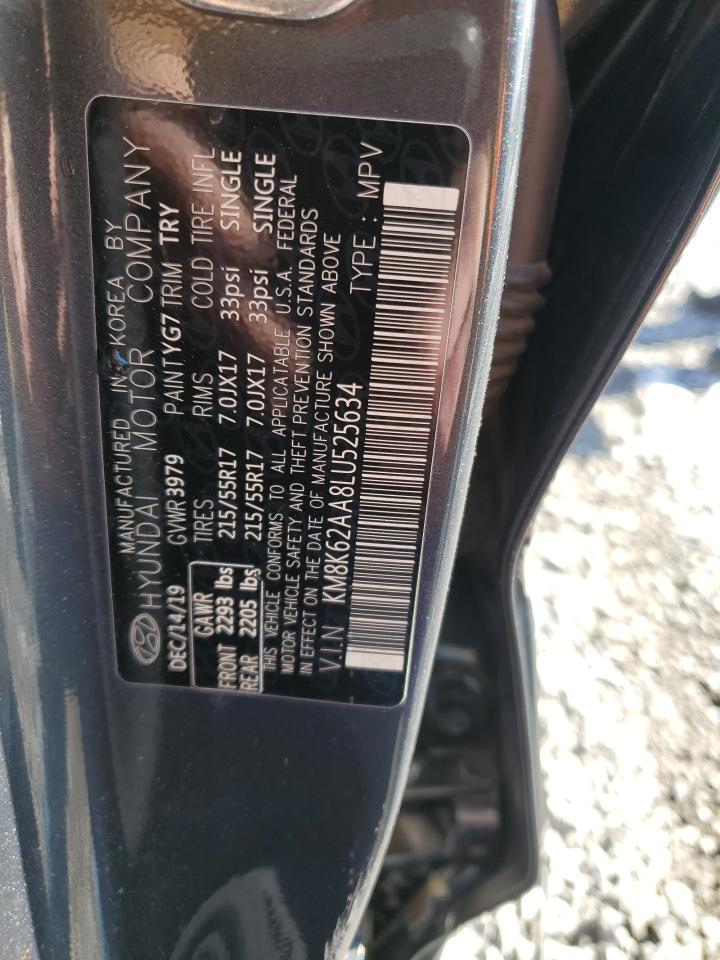 MANUFACTURED IN KOREA BY
HYUNDAI MOTOR COMPANY
DEC/14/19 GVWR 3979 PAINT YG7 TRIM TRY
GAWR TIRES RIMS COLD TIRE INFL
FRONT 2293 lbs 215/55R17 7.0JX17 33psi SINGLE
REAR 2205 lbs 215/55R17 7.0JX17 33psi SINGLE
THIS VEHICLE CONFORMS TO ALL APPLICABLE U.S.A. FEDERAL
MOTOR VEHICLE SAFETY AND THEFT PREVENTION STANDARDS
IN EFFECT ON THE DATE OF MANUFACTURE SHOWN ABOVE
V.I.N KM8K62AA8LU525634 TYPE : MPV